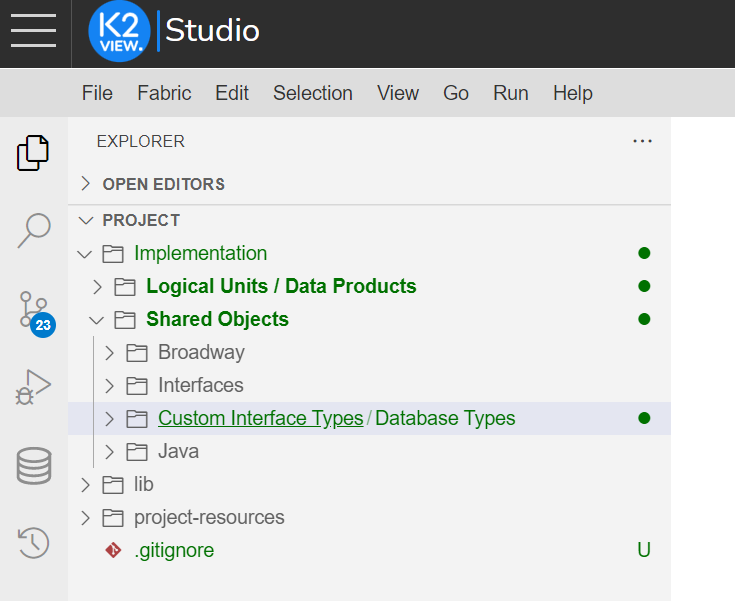 K2
VIEW.
Studio
File Fabric Edit Selection View Go Run Help
EXPLORER
OPEN EDITORS
PROJECT
Implementation
Logical Units / Data Products
Shared Objects
23
Broadway
Interfaces
Custom Interface Types / Database Types
Java
lib
project-resources
.gitignore U